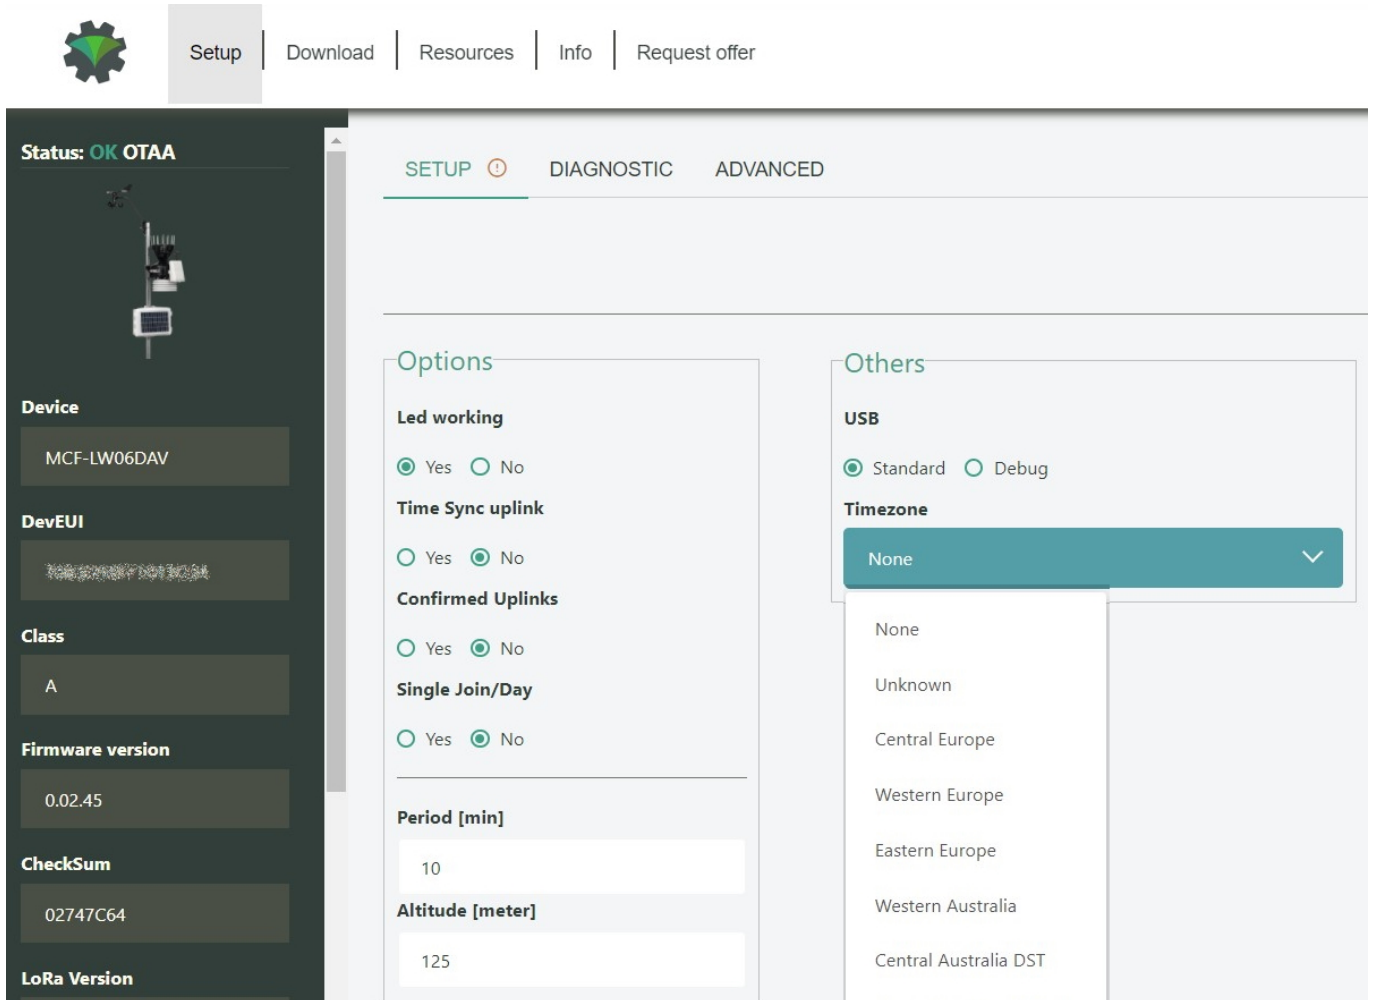 Setup Download Resources Info Request offer
Status: OK OTAA
Device
MCF-LW06DAV
DevEUI
Class
A
Firmware version
0.02.45
CheckSum
02747C64
LoRa Version
SETUP DIAGNOSTIC ADVANCED
Options
Led working
Yes No
Time Sync uplink
Yes No
Confirmed Uplinks
Yes No
Single Join/Day
Yes No
Period [min]
10
Altitude [meter]
125
Others
USB
Standard Debug
Timezone
None
None
Unknown
Central Europe
Western Europe
Eastern Europe
Western Australia
Central Australia DST